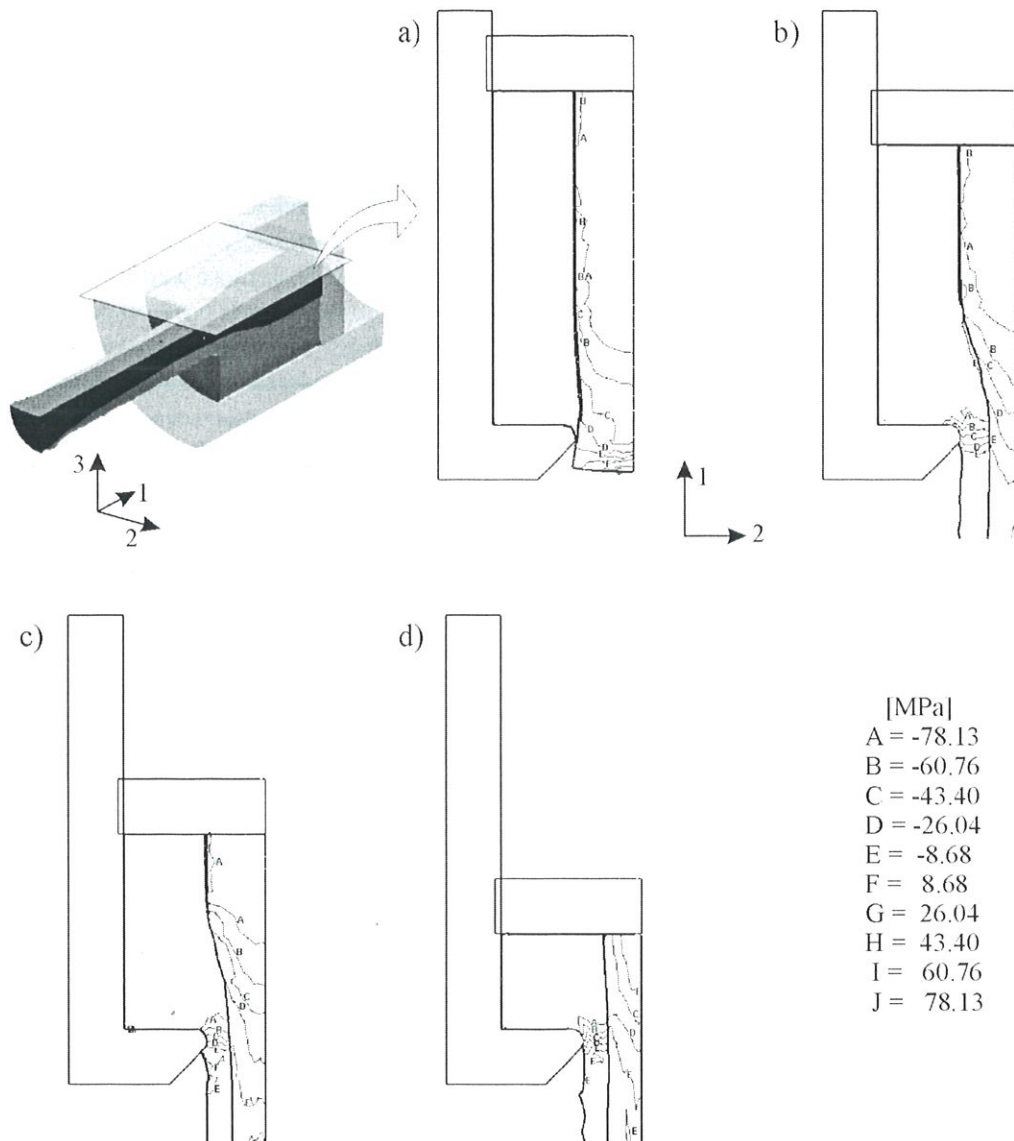 a)
b)
3
1
2
1
2
c)
d)
[MPa]
A = -78.13
B = -60.76
C = -43.40
D = -26.04
E = -8.68
F = 8.68
G = 26.04
H = 43.40
I = 60.76
J = 78.13